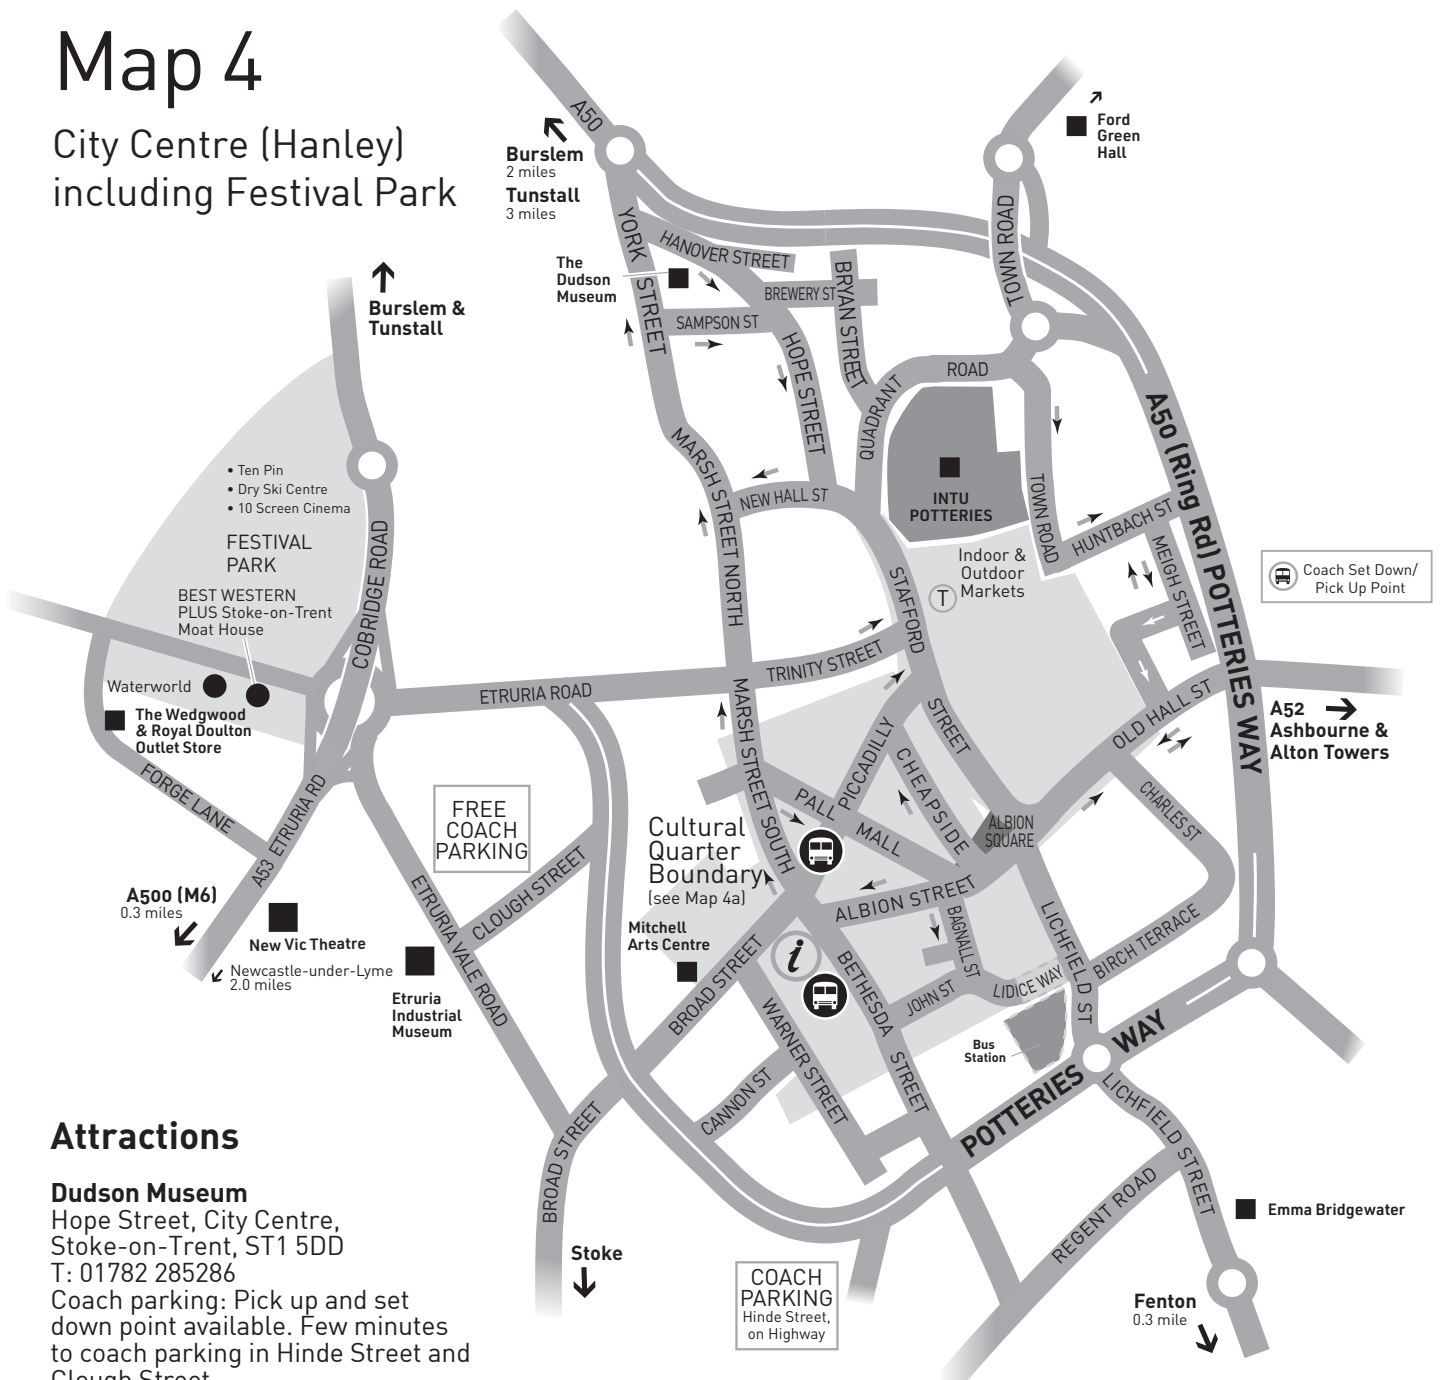 Map 4
City Centre (Hanley)
including Festival Park
A50
Burslem
2 miles
Tunstall
3 miles
Ford
Green
Hall
YORK STREET
HANOVER STREET
TOWN ROAD
The
Dudson
Museum
BREWERY ST
BRYAN STREET
SAMPSON ST
HOPE STREET
Burslem &
Tunstall
QUADRANT ROAD
A50 (Ring Rd) POTTERIES WAY
MARSH STREET NORTH
NEW HALL ST
INTU
POTTERIES
TOWN ROAD
HUNTBACH ST
MEIGH STREET
• Ten Pin
• Dry Ski Centre
• 10 Screen Cinema
FESTIVAL
PARK
COBRIDGE ROAD
BEST WESTERN
PLUS Stoke-on-Trent
Moat House
Indoor &
Outdoor
Markets
T
Coach Set Down/
Pick Up Point
STAFFORD STREET
TRINITY STREET
ETRURIA ROAD
Waterworld
The Wedgwood
& Royal Doulton
Outlet Store
MARSH STREET SOUTH
OLD HALL ST
A52
Ashbourne &
Alton Towers
FORGE LANE
A53 ETRURIA RD
PICCADILLY
CHEAPSIDE
PALL MALL
CHARLES ST
FREE
COACH
PARKING
Cultural
Quarter
Boundary
(see Map 4a)
ALBION
SQUARE
CLOUGH STREET
ALBION STREET
A500 (M6)
0.3 miles
New Vic Theatre
Newcastle-under-Lyme
2.0 miles
ETRURIA VALE ROAD
Etruria
Industrial
Museum
Mitchell
Arts Centre
i
BROAD STREET
BETHESDA STREET
BAGNALL ST
LICHFIELD ST
BIRCH TERRACE
JOHN ST
LIDICE WAY
WARNER STREET
Bus
Station
CANNON ST
POTTERIES WAY
LICHFIELD STREET
BROAD STREET
REGENT ROAD
Emma Bridgewater
Stoke
COACH
PARKING
Hinde Street,
on Highway
Fenton
0.3 mile
Attractions
Dudson Museum
Hope Street, City Centre,
Stoke-on-Trent, ST1 5DD
T: 01782 285286
Coach parking: Pick up and set
down point available. Few minutes
to coach parking in Hinde Street and
Clough Street